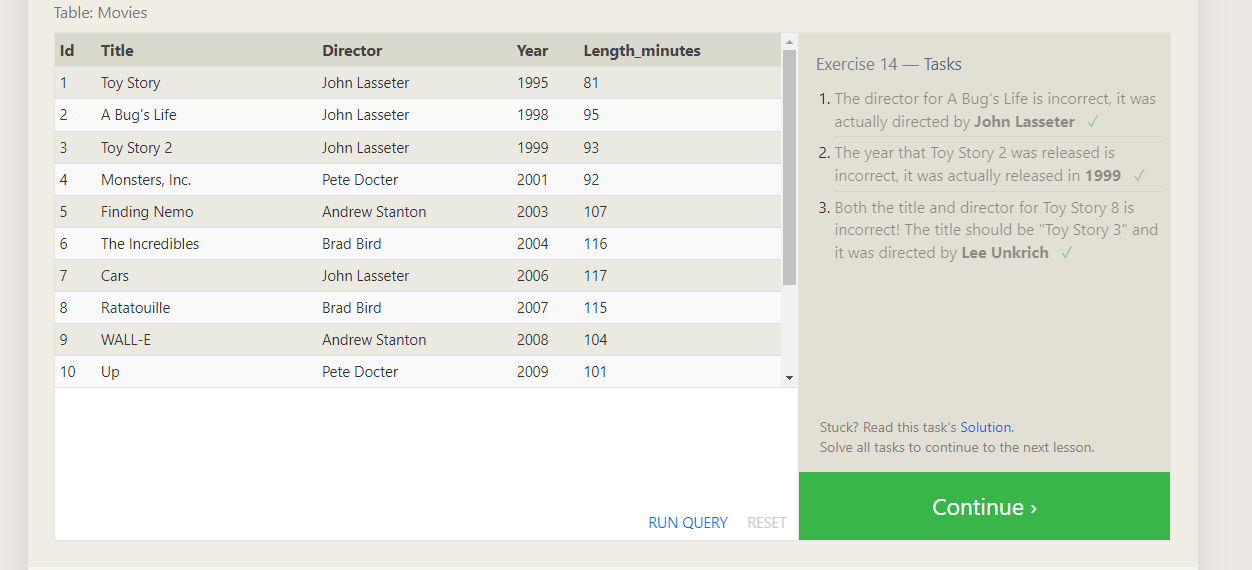 Table: Movies
Id Title Director Year Length_minutes
1 Toy Story John Lasseter 1995 81
2 A Bug's Life John Lasseter 1998 95
3 Toy Story 2 John Lasseter 1999 93
4 Monsters, Inc. Pete Docter 2001 92
5 Finding Nemo Andrew Stanton 2003 107
6 The Incredibles Brad Bird 2004 116
7 Cars John Lasseter 2006 117
8 Ratatouille Brad Bird 2007 115
9 WALL-E Andrew Stanton 2008 104
10 Up Pete Docter 2009 101
RUN QUERY RESET
Exercise 14 — Tasks
1. The director for A Bug's Life is incorrect, it was
actually directed by John Lasseter ✓
2. The year that Toy Story 2 was released is
incorrect, it was actually released in 1999 ✓
3. Both the title and director for Toy Story 8 is
incorrect! The title should be "Toy Story 3" and
it was directed by Lee Unkrich ✓
Stuck? Read this task's Solution.
Solve all tasks to continue to the next lesson.
Continue ›